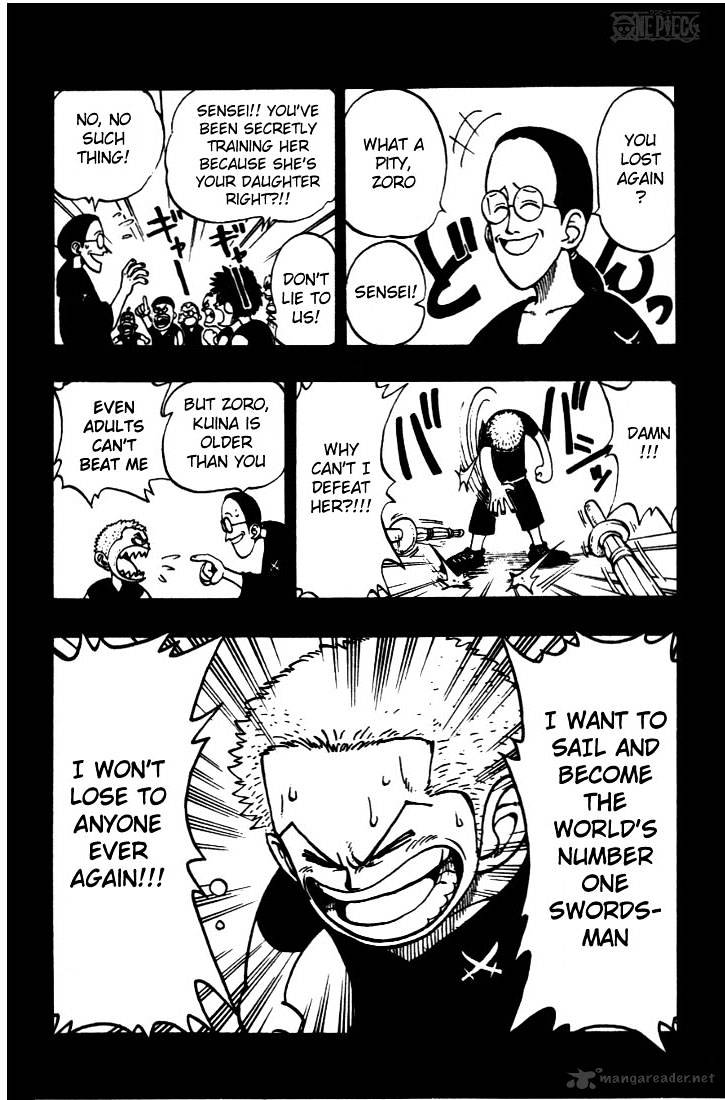 ONE PIECE
YOU
LOST
AGAIN
?
WHAT A
PITY,
ZORO
SENSEI!
どどっ
SENSEI!! YOU'VE
BEEN SECRETLY
TRAINING HER
BECAUSE SHE'S
YOUR DAUGHTER
RIGHT?!!
NO, NO
SUCH
THING!
DON'T
LIE TO
US!
ギャー
ギャー
DAMN
!!!
WHY
CAN'T I
DEFEAT
HER?!!!
BUT ZORO,
KUINA IS
OLDER
THAN YOU
EVEN
ADULTS
CAN'T
BEAT ME
I WANT TO
SAIL AND
BECOME
THE
WORLD'S
NUMBER
ONE
SWORDS-
MAN
I WON'T
LOSE TO
ANYONE
EVER
AGAIN!!!
mangareader.net